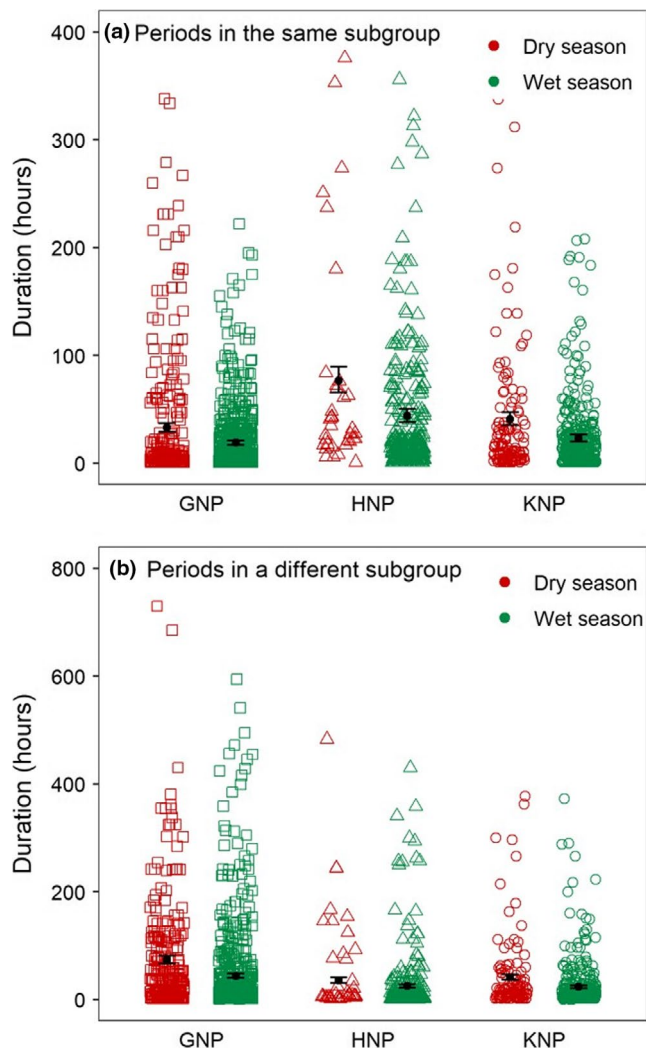 (a) Periods in the same subgroup
Dry season
Wet season
400
300
200
100
0
Duration (hours)
GNP HNP KNP
(b) Periods in a different subgroup
Dry season
Wet season
800
600
400
200
0
Duration (hours)
GNP HNP KNP